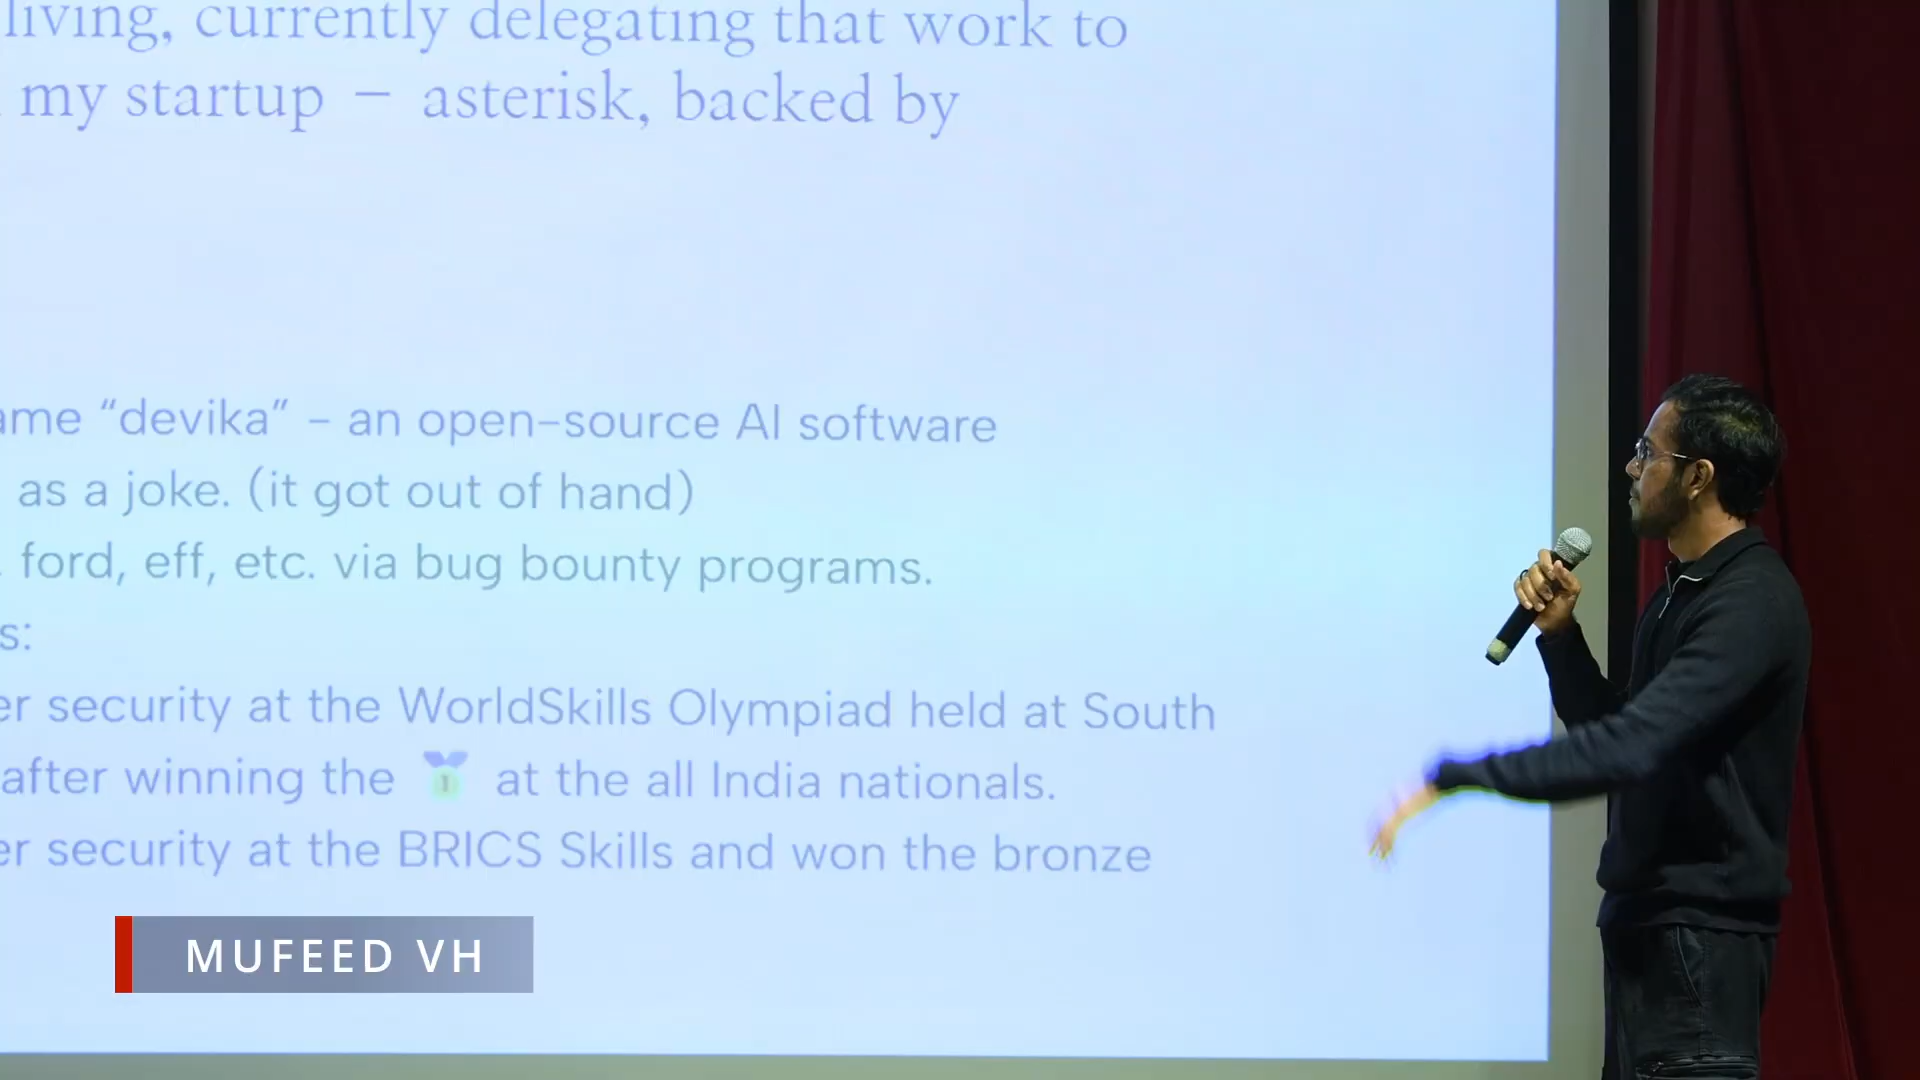 living, currently delegating that work to
my startup — asterisk, backed by
ame “devika” – an open-source AI software
as a joke. (it got out of hand)
ford, eff, etc. via bug bounty programs.
s:
er security at the WorldSkills Olympiad held at South
after winning the 1 at the all India nationals.
er security at the BRICS Skills and won the bronze
MUFEED VH